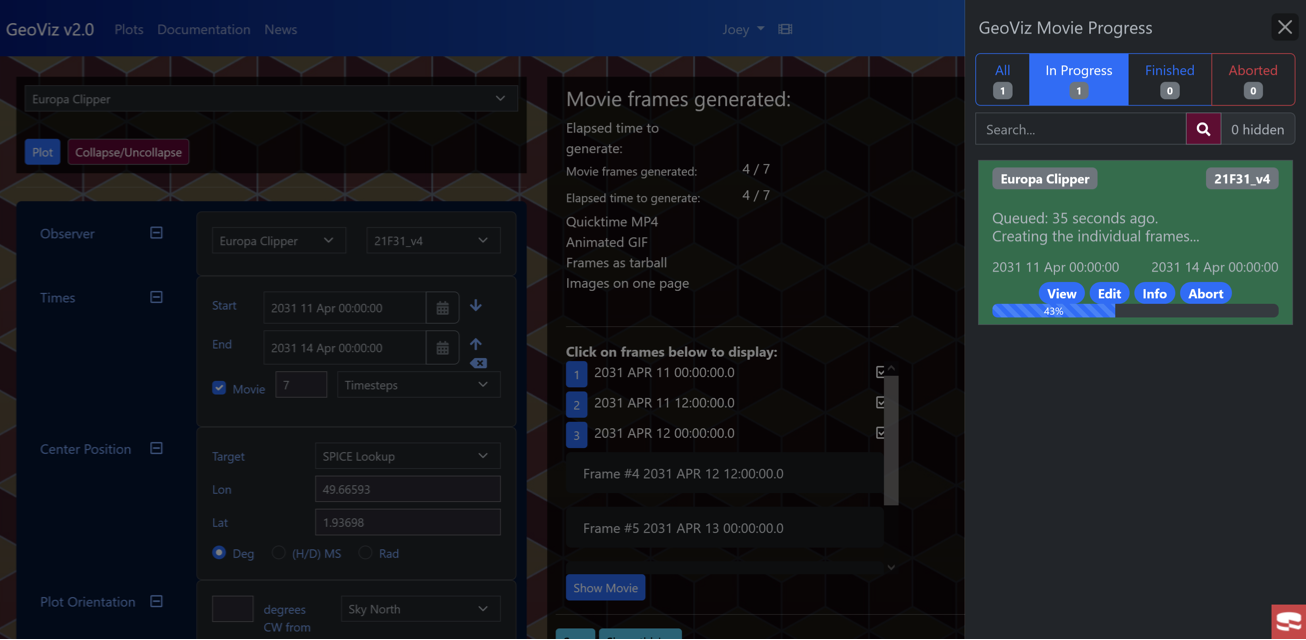 GeoViz v2.0
Plots
Documentation
News
Joey
Europa Clipper
Plot
Collapse/Uncollapse
Observer
Europa Clipper
21F31_v4
Times
Start
2031 11 Apr 00:00:00
End
2031 14 Apr 00:00:00
Movie
7
Timesteps
Center Position
Target
SPICE Lookup
Lon
49.66593
Lat
1.93698
Deg
(H/D) MS
Rad
Plot Orientation
degrees
CW from
Sky North
Movie frames generated:
Elapsed time to
generate:
Movie frames generated:
4 / 7
Elapsed time to generate:
4 / 7
Quicktime MP4
Animated GIF
Frames as tarball
Images on one page
Click on frames below to display:
1 2031 APR 11 00:00:00.0
2 2031 APR 11 12:00:00.0
3 2031 APR 12 00:00:00.0
Frame #4 2031 APR 12 12:00:00.0
Frame #5 2031 APR 13 00:00:00.0
Show Movie
GeoViz Movie Progress
All
1
In Progress
1
Finished
0
Aborted
0
Search...
0 hidden
Europa Clipper
21F31_v4
Queued: 35 seconds ago.
Creating the individual frames...
2031 11 Apr 00:00:00
2031 14 Apr 00:00:00
View
Edit
Info
Abort
43%